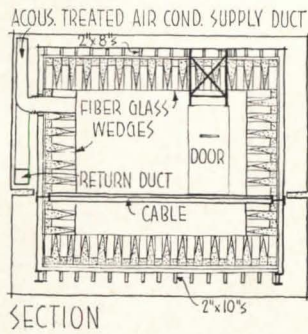 ACOUS. TREATED AIR COND. SUPPLY DUCT
2"x8"s
FIBER GLASS
WEDGES
DOOR
RETURN DUCT
CABLE
2"x10"s
SECTION